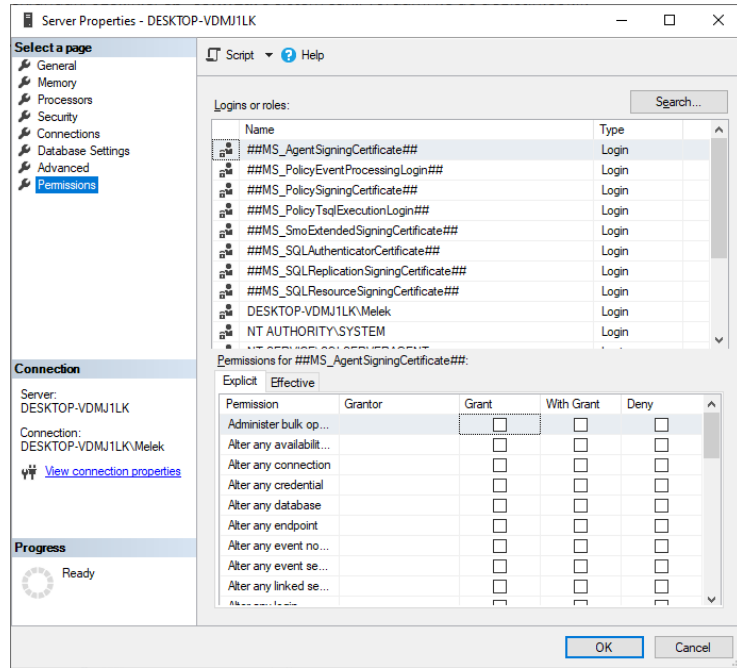 Server Properties - DESKTOP-VDMJ1LK
Select a page
General
Memory
Processors
Security
Connections
Database Settings
Advanced
Permissions
Connection
Server:
DESKTOP-VDMJ1LK
Connection:
DESKTOP-VDMJ1LK\Melek
View connection properties
Progress
Ready
Script Help
Logins or roles:
Search...
Name Type
##MS_AgentSigningCertificate## Login
##MS_PolicyEventProcessingLogin## Login
##MS_PolicySigningCertificate## Login
##MS_PolicyTsqlExecutionLogin## Login
##MS_SmoExtendedSigningCertificate## Login
##MS_SQLAuthenticatorCertificate## Login
##MS_SQLReplicationSigningCertificate## Login
##MS_SQLResourceSigningCertificate## Login
DESKTOP-VDMJ1LK\Melek Login
NT AUTHORITY\SYSTEM Login
Permissions for ##MS_AgentSigningCertificate##:
Explicit Effective
Permission Grantor Grant With Grant Deny
Administer bulk op...
Alter any availabilit...
Alter any connection
Alter any credential
Alter any database
Alter any endpoint
Alter any event no...
Alter any event se...
Alter any linked se...
OK Cancel